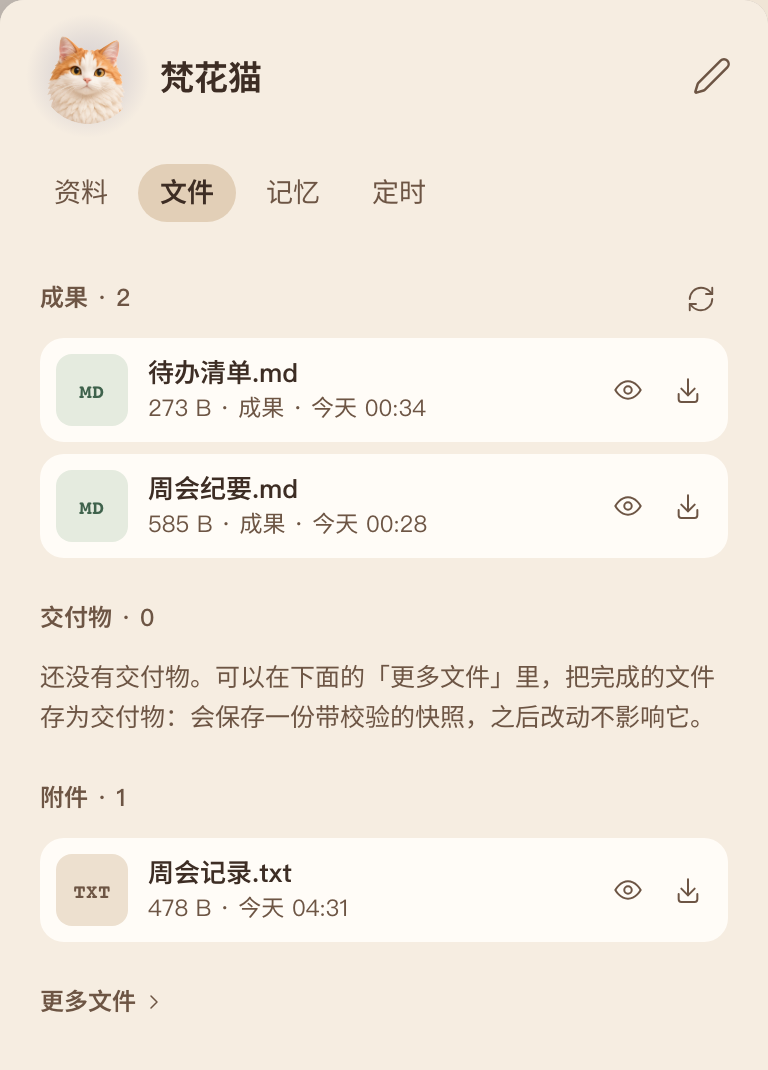 梵花猫
资料 文件 记忆 定时
成果 · 2
MD
待办清单.md
273 B · 成果 · 今天 00:34
MD
周会纪要.md
585 B · 成果 · 今天 00:28
交付物 · 0
还没有交付物。可以在下面的「更多文件」里，把完成的文件
存为交付物：会保存一份带校验的快照，之后改动不影响它。
附件 · 1
TXT
周会记录.txt
478 B · 今天 04:31
更多文件 >